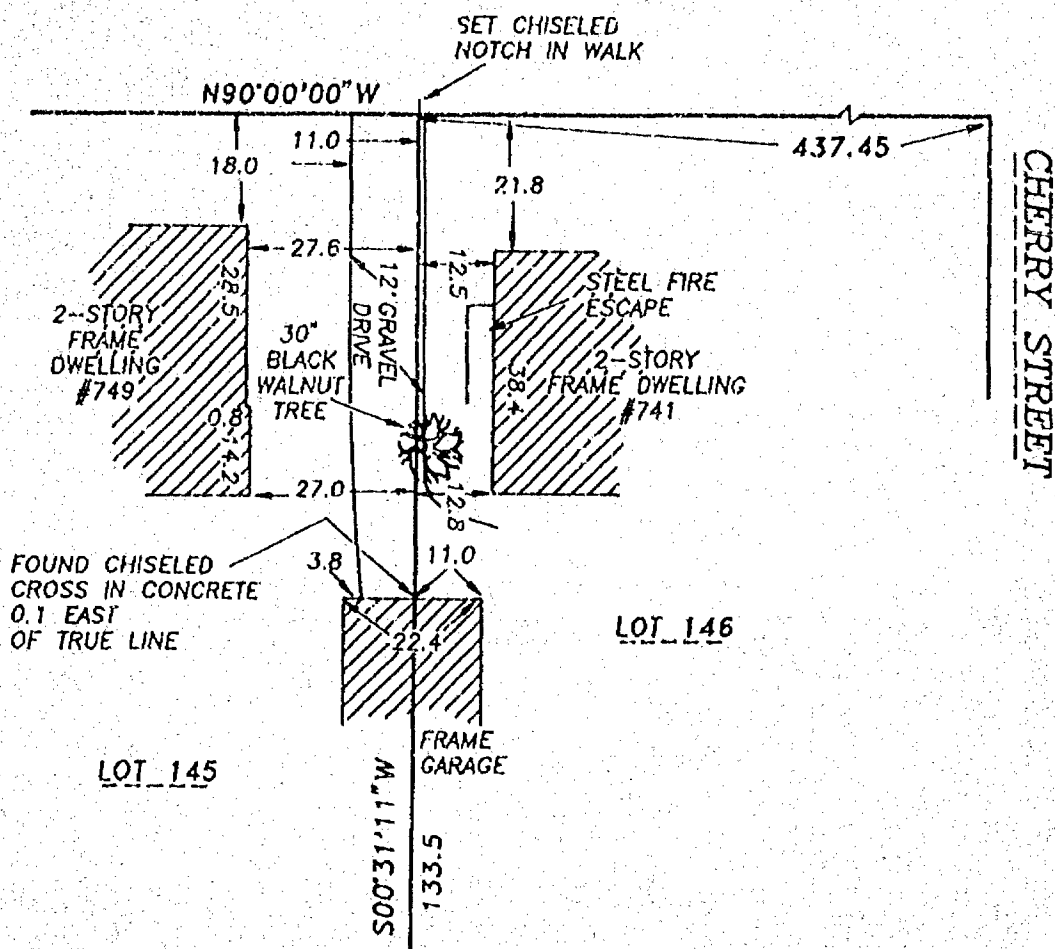 SET CHISELED
NOTCH IN WALK
N90°00'00"W
11.0
18.0
437.45
21.8
CHERRY STREET
27.6
12.5
28.5
12' GRAVEL
DRIVE
STEEL FIRE
ESCAPE
2-STORY
FRAME
DWELLING
#749
30"
BLACK
WALNUT
TREE
38.4
2-STORY
FRAME DWELLING
#741
0.8
14.2
27.0
12.8
FOUND CHISELED
CROSS IN CONCRETE
0.1 EAST
OF TRUE LINE
3.8
11.0
22.4
LOT 146
FRAME
GARAGE
LOT 145
S00°31'11"W
133.5